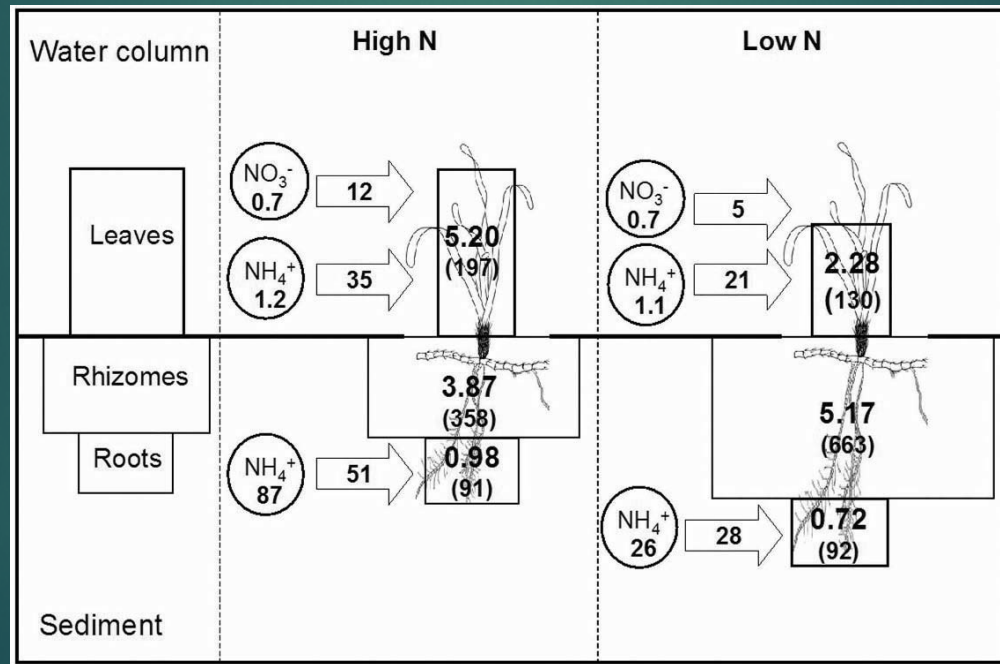 Water column
High N
Low N
Leaves
NO₃⁻
0.7
12
NH₄⁺
1.2
35
5.20
(197)
NO₃⁻
0.7
5
NH₄⁺
1.1
21
2.28
(130)
Rhizomes
3.87
(358)
5.17
(663)
Roots
NH₄⁺
87
51
0.98
(91)
NH₄⁺
26
28
0.72
(92)
Sediment